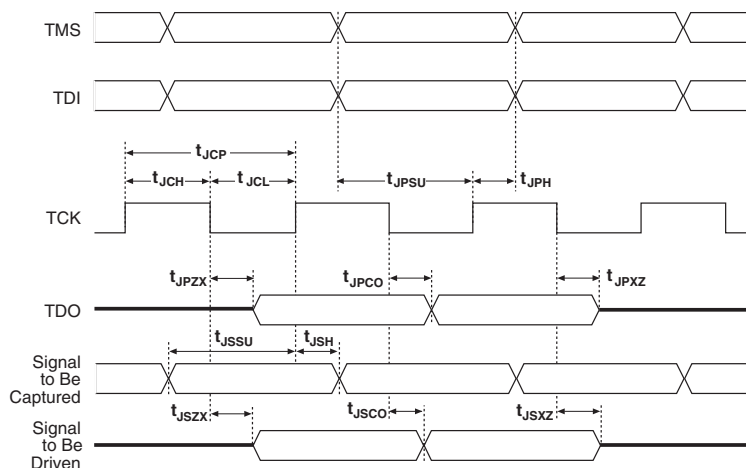 TMS
TDI
tJCP
tJCH
tJCL
tJPSU
tJPH
TCK
tJPZX
tJPCO
tJPXZ
TDO
tJSSU
tJSH
Signal
to Be
Captured
tJSZX
tJSCO
tJSXZ
Signal
to Be
Driven